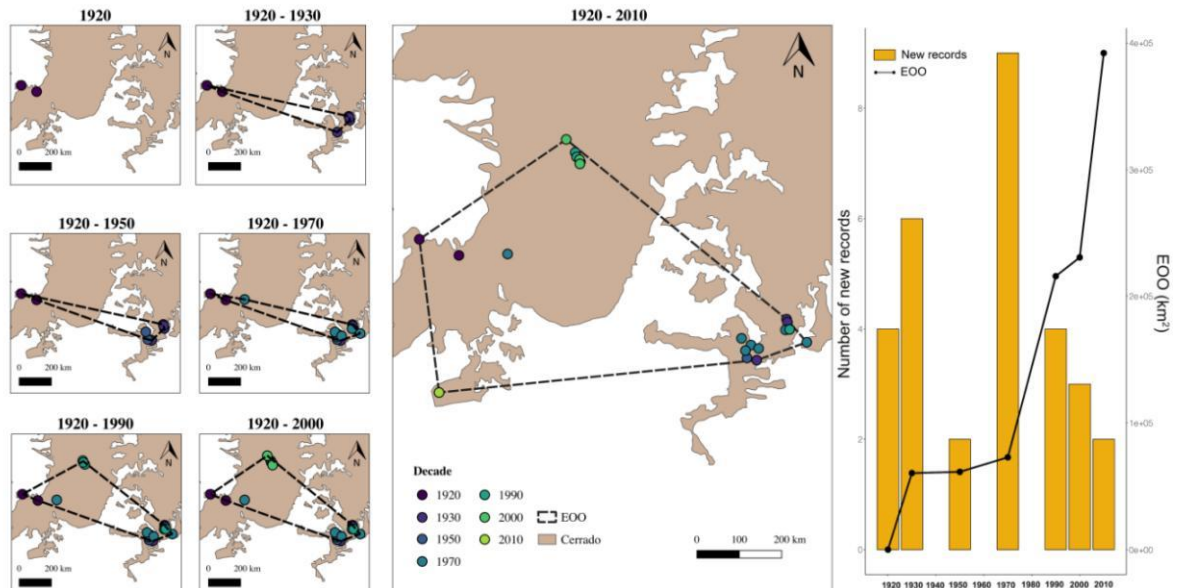 1920
N
0 200 km
1920 - 1930
N
0 200 km
1920 - 1950
N
0 200 km
1920 - 1970
N
0 200 km
1920 - 1990
N
0 200 km
1920 - 2000
N
0 200 km
1920 - 2010
N
Decade
1920
1930
1950
1970
1990
2000
2010
EOO
Cerrado
0 100 200 km
New records
EOO
Number of new records
8
6
4
2
0
EOO (km²)
4e+05
3e+05
2e+05
1e+05
0e+00
1920 1930 1940 1950 1960 1970 1980 1990 2000 2010